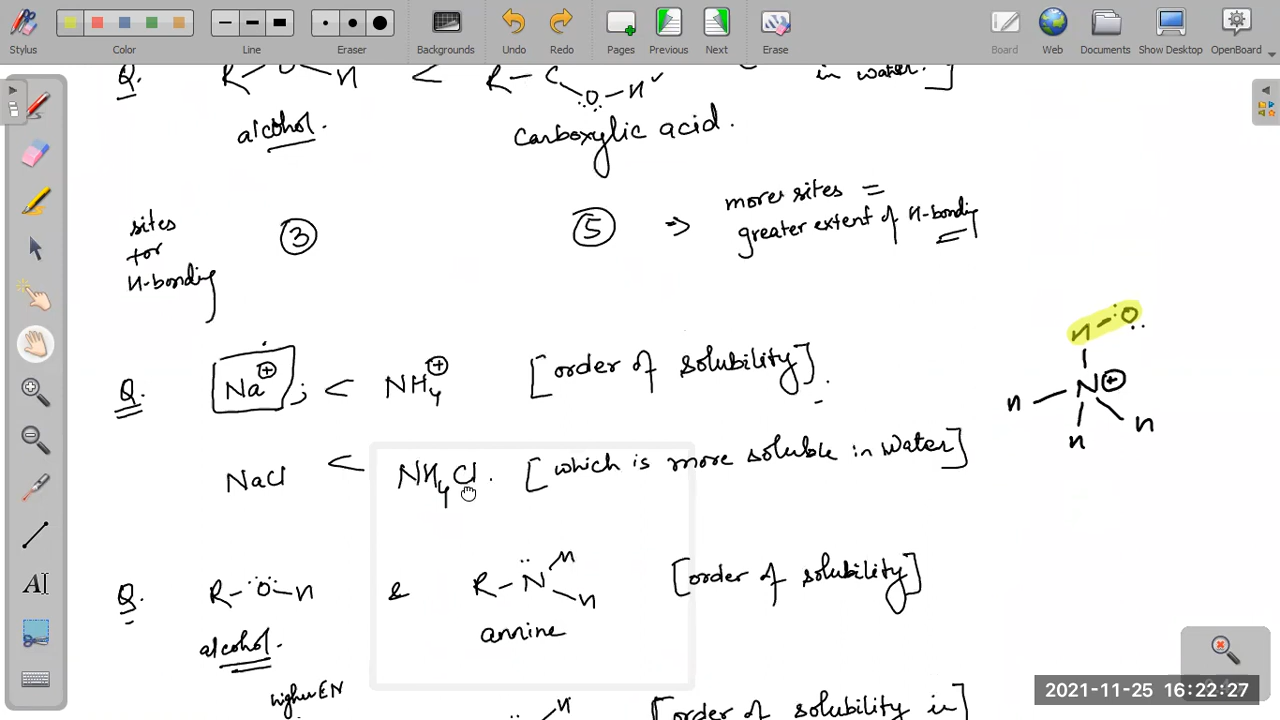 Stylus Color Line Eraser Backgrounds Undo Redo Pages Previous Next Erase Board Web Documents Show Desktop OpenBoard
Q. R-O-H < R-C in water.]
O-H
alcohol. Carboxylic acid.
sites
for
H-bonding
3 5 ⇒ more sites =
greater extent of H-bonding
H-O
Q. Na⊕ ; < NH4⊕ [order of solubility].
N⊕
H H H
NaCl < NH4Cl. [which is more soluble in water]
Q. R-O-H & R-N-H [order of solubility]
H
alcohol. amine
higher EN
H [order of solubility in]
2021-11-25 16:22:27